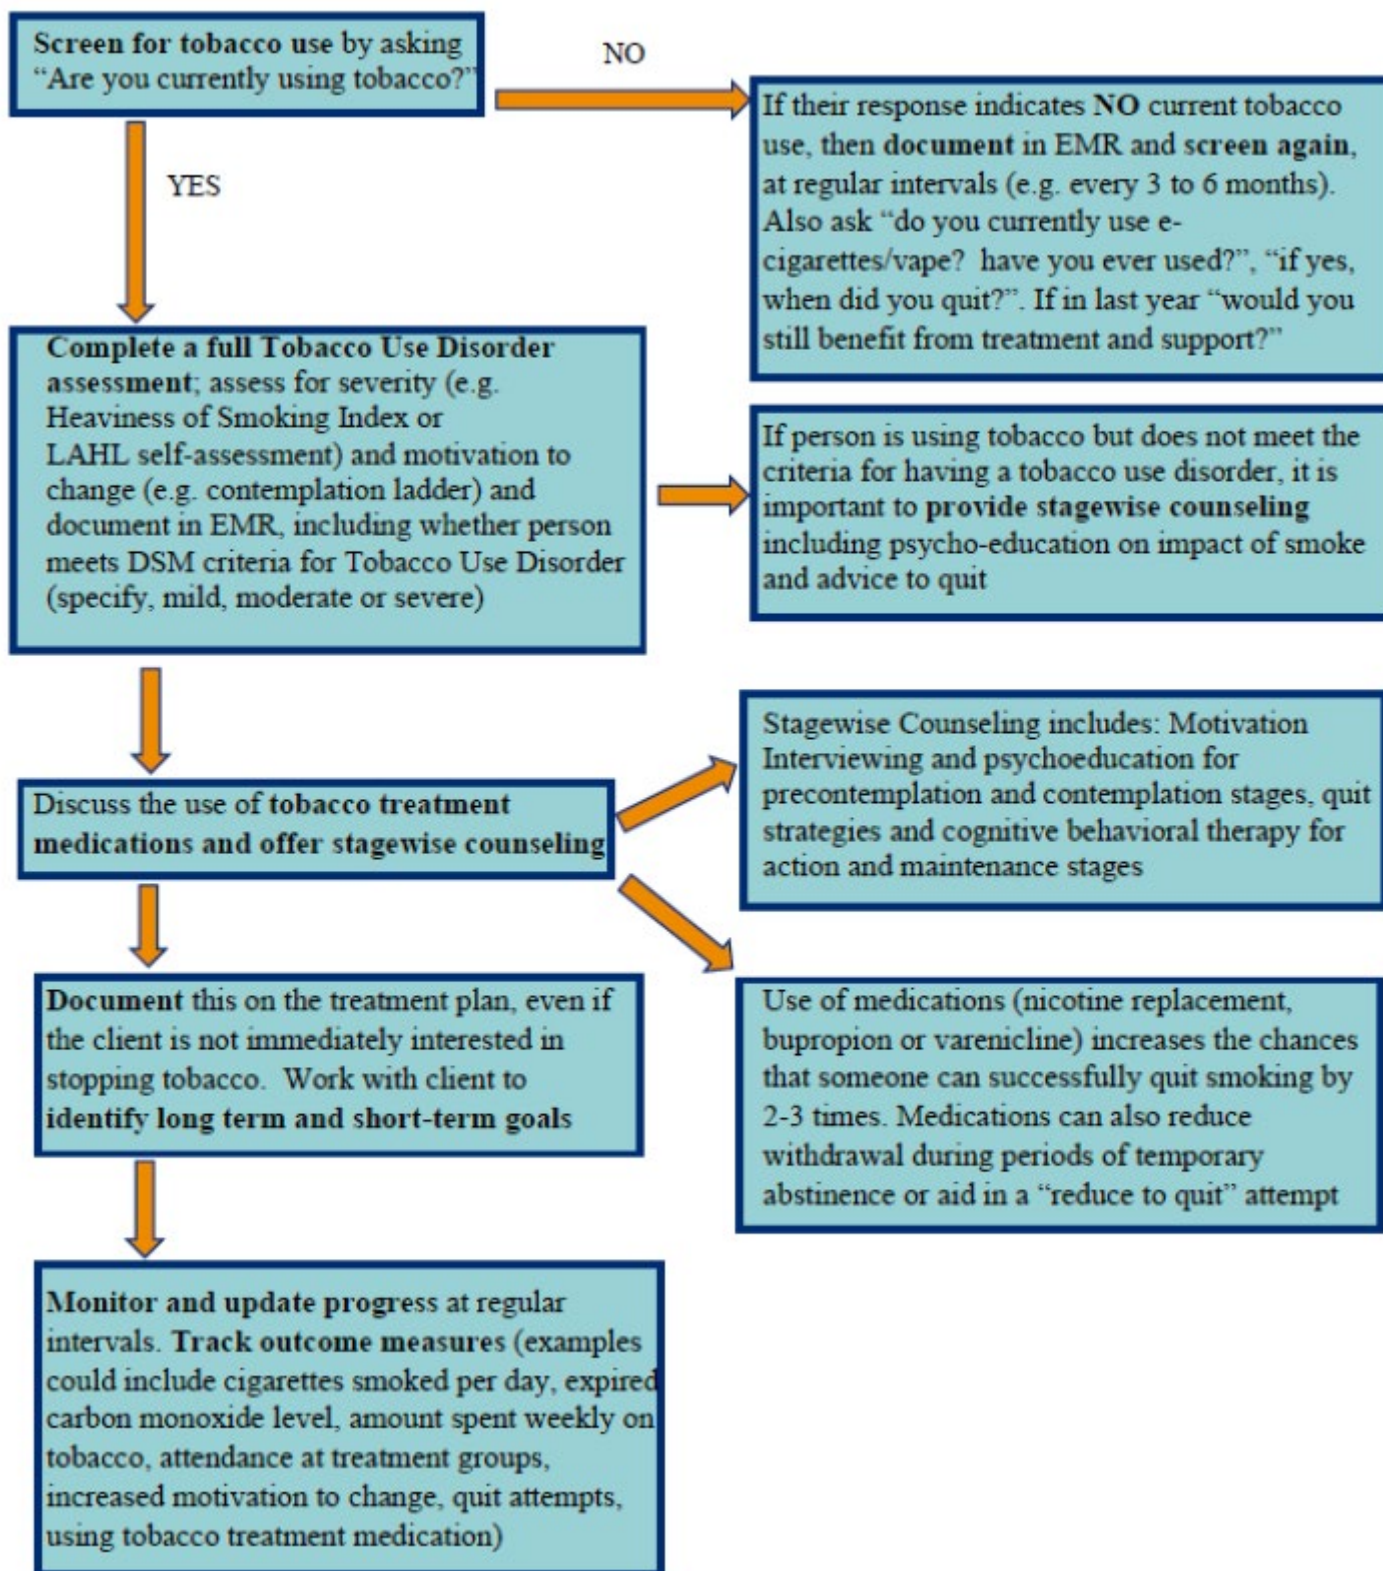 Screen for tobacco use by asking
“Are you currently using tobacco?”
NO
YES
If their response indicates NO current tobacco
use, then document in EMR and screen again,
at regular intervals (e.g. every 3 to 6 months).
Also ask “do you currently use e-
cigarettes/vape?  have you ever used?”, “if yes,
when did you quit?”. If in last year “would you
still benefit from treatment and support?”
Complete a full Tobacco Use Disorder
assessment; assess for severity (e.g.
Heaviness of Smoking Index or
LAHL self-assessment) and motivation to
change (e.g. contemplation ladder) and
document in EMR, including whether person
meets DSM criteria for Tobacco Use Disorder
(specify, mild, moderate or severe)
If person is using tobacco but does not meet the
criteria for having a tobacco use disorder, it is
important to provide stagewise counseling
including psycho-education on impact of smoke
and advice to quit
Discuss the use of tobacco treatment
medications and offer stagewise counseling
Stagewise Counseling includes: Motivation
Interviewing and psychoeducation for
precontemplation and contemplation stages, quit
strategies and cognitive behavioral therapy for
action and maintenance stages
Use of medications (nicotine replacement,
bupropion or varenicline) increases the chances
that someone can successfully quit smoking by
2-3 times. Medications can also reduce
withdrawal during periods of temporary
abstinence or aid in a “reduce to quit” attempt
Document this on the treatment plan, even if
the client is not immediately interested in
stopping tobacco.  Work with client to
identify long term and short-term goals
Monitor and update progress at regular
intervals. Track outcome measures (examples
could include cigarettes smoked per day, expired
carbon monoxide level, amount spent weekly on
tobacco, attendance at treatment groups,
increased motivation to change, quit attempts,
using tobacco treatment medication)